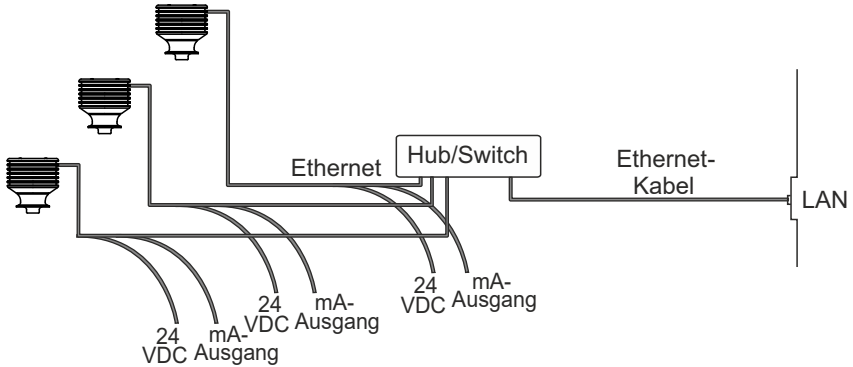 Ethernet
Hub/Switch
Ethernet-
Kabel
LAN
24
VDC
mA-
Ausgang
24
VDC
mA-
Ausgang
24
VDC
mA-
Ausgang